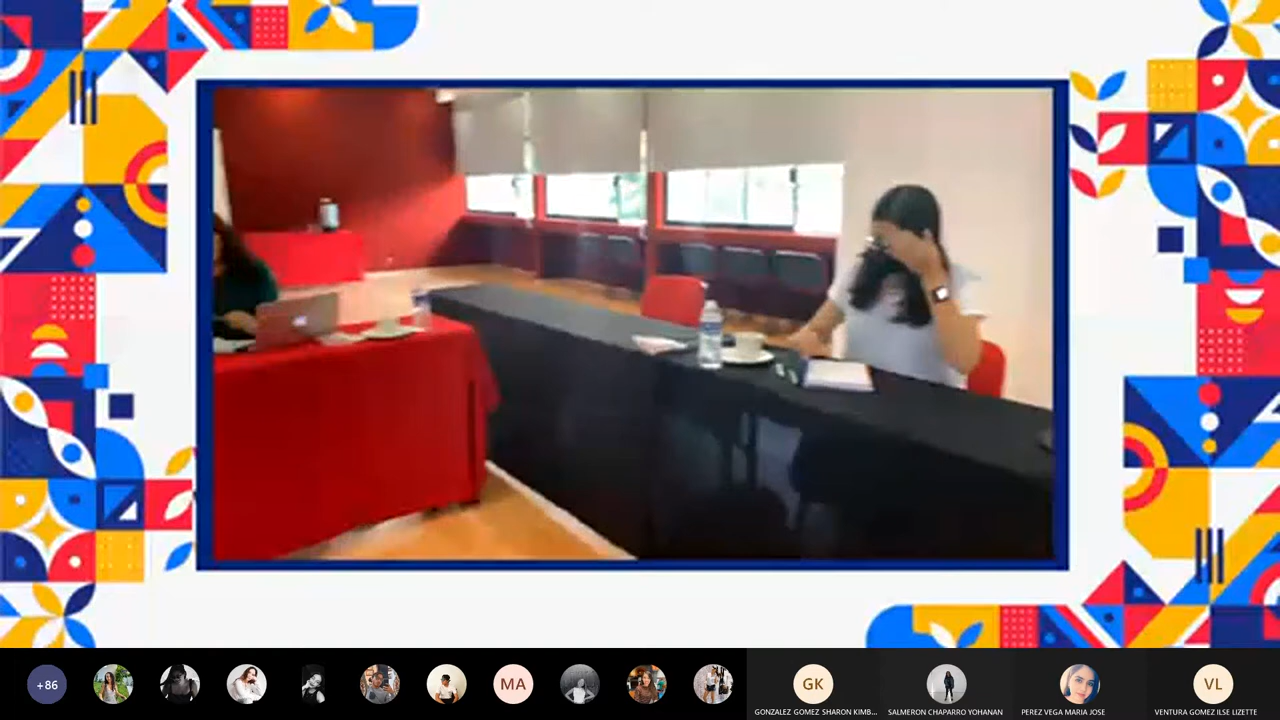 +86
MA
GK
VL
GONZALEZ GOMEZ SHARON KIMB...
SALMERON CHAPARRO YOHANAN
PEREZ VEGA MARIA JOSE
VENTURA GOMEZ ILSE LIZETTE